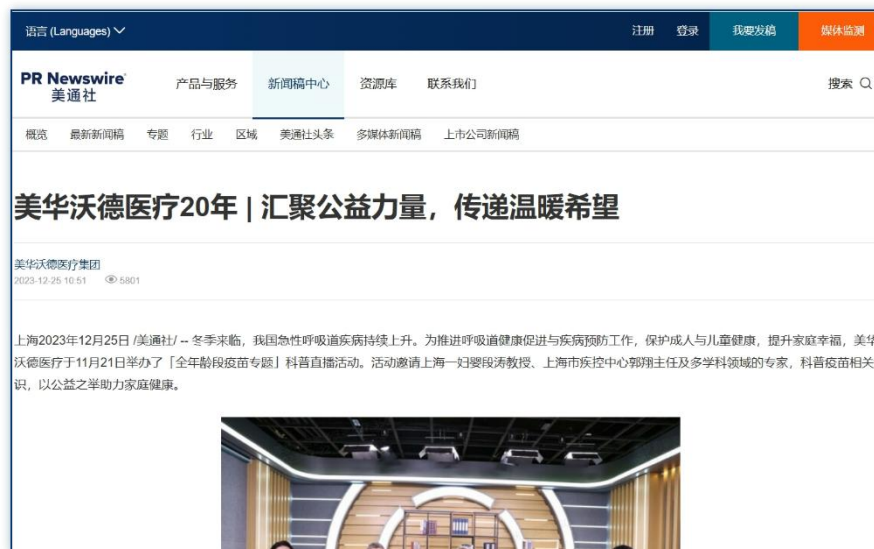 语言 (Languages)
注册 登录 我要发稿 媒体监测
PR Newswire
美通社
产品与服务 新闻稿中心 资源库 联系我们 搜索
概览 最新新闻稿 专题 行业 区域 美通社头条 多媒体新闻稿 上市公司新闻稿
美华沃德医疗20年 | 汇聚公益力量，传递温暖希望
美华沃德医疗集团
2023-12-25 10:51 5801
上海2023年12月25日 /美通社/ -- 冬季来临，我国急性呼吸道疾病持续上升。为推进呼吸道健康促进与疾病预防工作，保护成人与儿童健康，提升家庭幸福，美华
沃德医疗于11月21日举办了「全年龄段疫苗专题」科普直播活动。活动邀请上海一妇婴段涛教授、上海市疾控中心郭翔主任及多学科领域的专家，科普疫苗相关
识，以公益之举助力家庭健康。